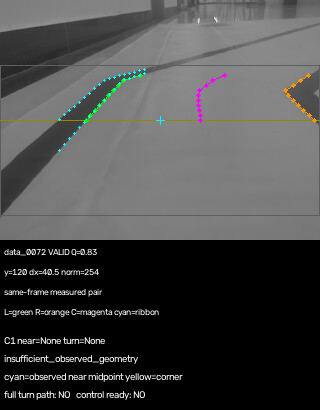 data_0072 VALID Q=0.83
y=120 dx=40.5 norm=254
same-frame measured pair
L=green R=orange C=magenta cyan=ribbon
C1 near=None turn=None
insufficient_observed_geometry
cyan=observed near midpoint yellow=corner
full turn path: NO control ready: NO